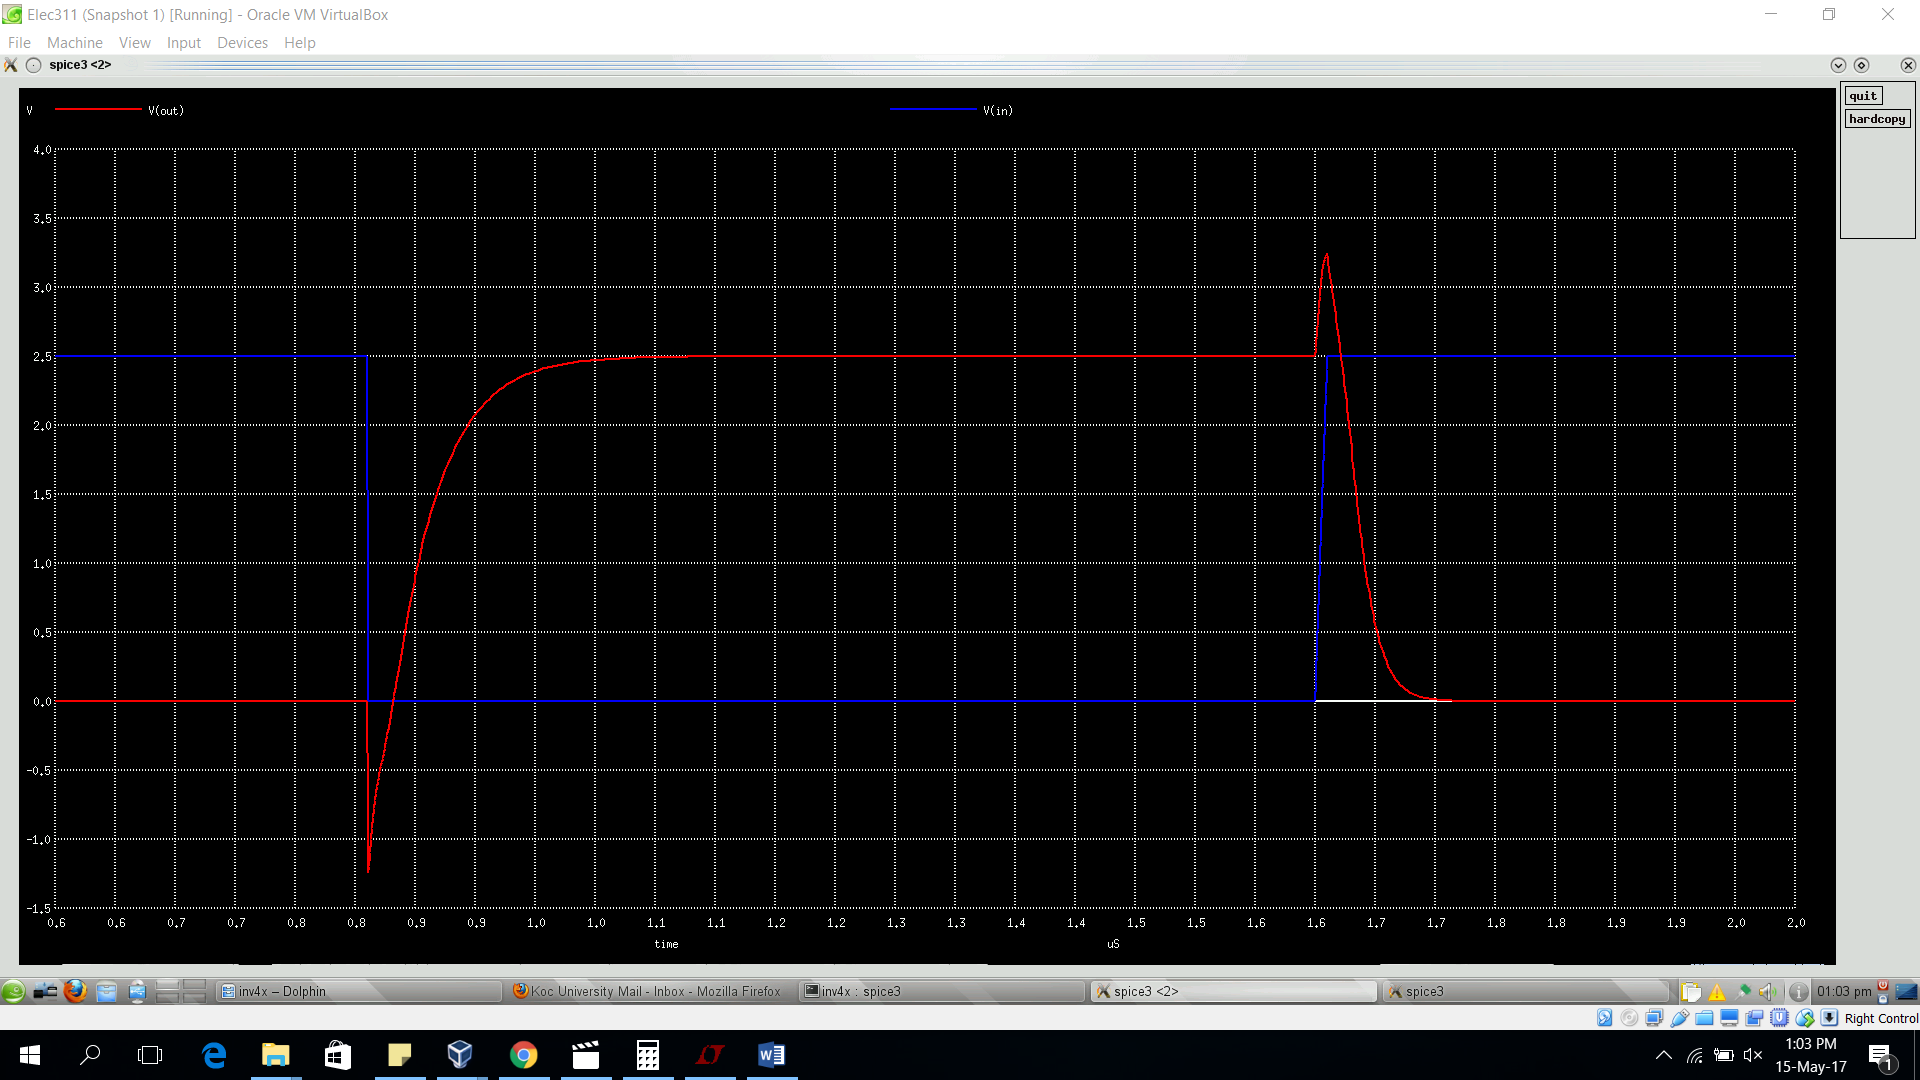 Elec311 (Snapshot 1) [Running] - Oracle VM VirtualBox
File Machine View Input Devices Help
spice3 <2>
quit
hardcopy
V V(out) V(in)
4.0
3.5
3.0
2.5
2.0
1.5
1.0
0.5
0.0
-0.5
-1.0
-1.5
0.6 0.6 0.7 0.7 0.8 0.8 0.9 0.9 1.0 1.0 1.1 1.1 1.2 1.2 1.3 1.3 1.4 1.4 1.5 1.5 1.6 1.6 1.7 1.7 1.8 1.8 1.9 1.9 2.0 2.0
time uS
inv4x – Dolphin Koc University Mail - Inbox - Mozilla Firefox inv4x : spice3 spice3 <2> spice3 01:03 pm
Right Control
1:03 PM
15-May-17
1